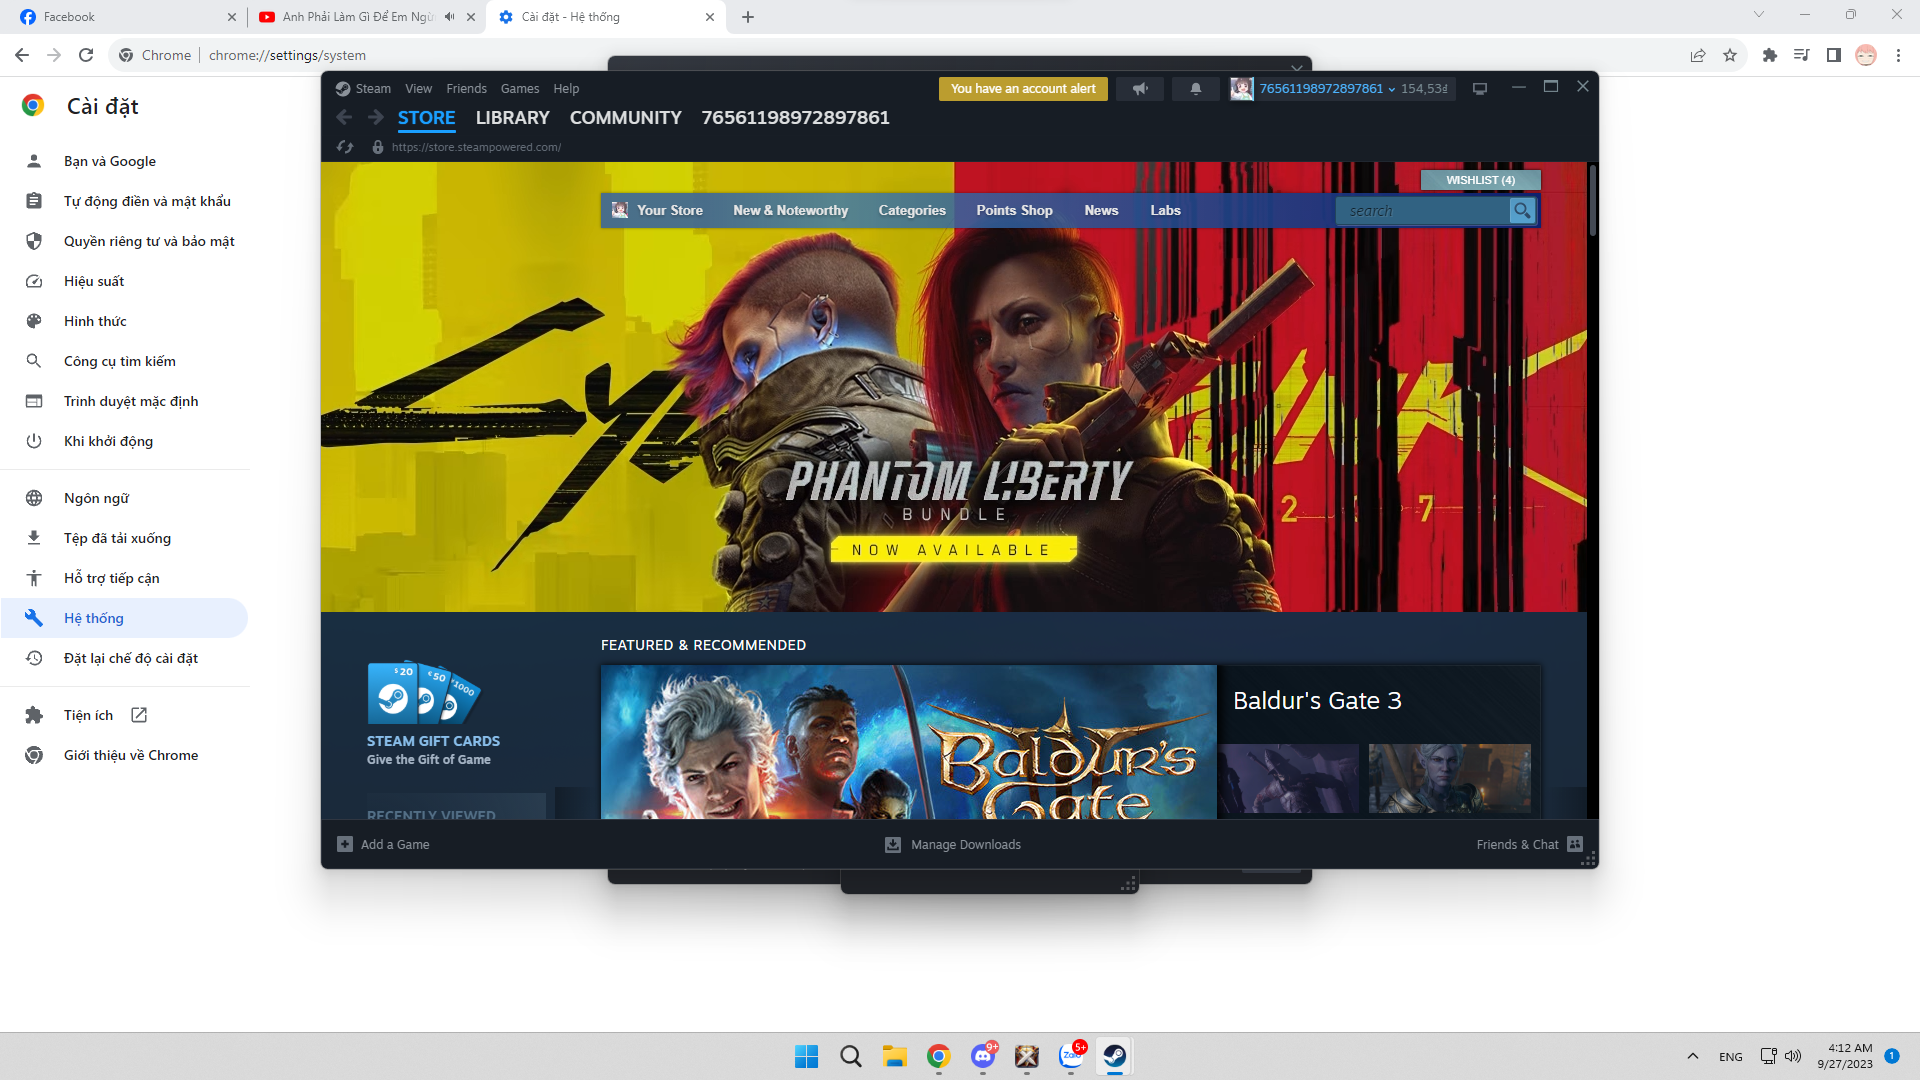 Facebook
Anh Phải Làm Gì Để Em Ngừ
Cài đặt - Hệ thống
Chrome
chrome://settings/system
Cài đặt
Bạn và Google
Tự động điền và mật khẩu
Quyền riêng tư và bảo mật
Hiệu suất
Hình thức
Công cụ tìm kiếm
Trình duyệt mặc định
Khi khởi động
Ngôn ngữ
Tệp đã tải xuống
Hỗ trợ tiếp cận
Hệ thống
Đặt lại chế độ cài đặt
Tiện ích
Giới thiệu về Chrome
Steam View Friends Games Help
You have an account alert
76561198972897861 154,53₫
STORE LIBRARY COMMUNITY 76561198972897861
https://store.steampowered.com/
WISHLIST (4)
Your Store New & Noteworthy Categories Points Shop News Labs search
PHANTOM LIBERTY
BUNDLE
NOW AVAILABLE
FEATURED & RECOMMENDED
$20 €50 ₽1000
STEAM GIFT CARDS
Give the Gift of Game
RECENTLY VIEWED
BALDUR'S
GATE
Baldur's Gate 3
Add a Game
Manage Downloads
Friends & Chat
9+
Zalo
5+
ENG
4:12 AM
9/27/2023
1